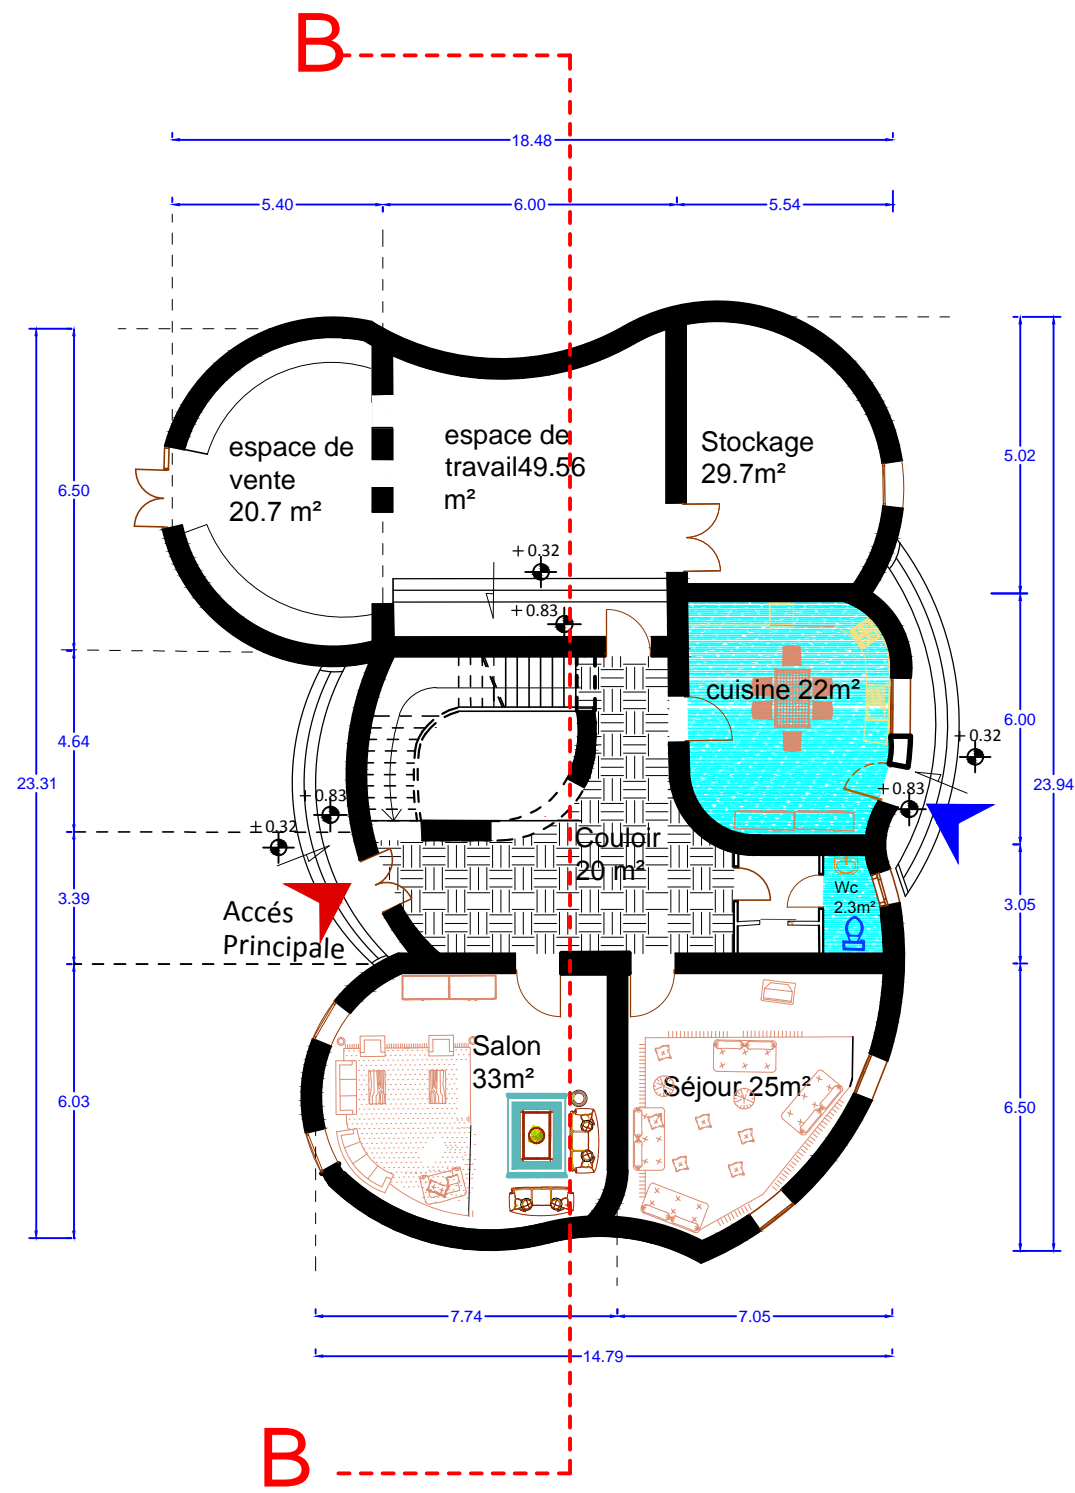 B
18.48
5.40
6.00
5.54
espace de
vente
20.7 m²
espace de
travail49.56
m²
Stockage
29.7m²
6.50
5.02
+0.32
+0.83
cuisine 22m²
4.64
6.00
23.31
23.94
+0.32
+0.83
+0.83
+0.32
Couloir
20 m²
Wc
2.3m²
3.39
3.05
Accés
Principale
Salon
33m²
Séjour 25m²
6.03
6.50
7.74
7.05
14.79
B